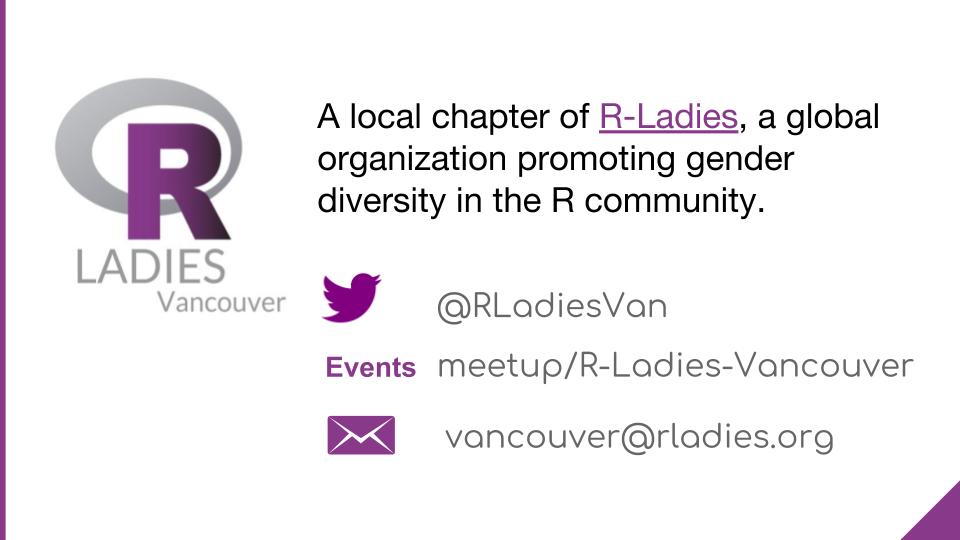 R
LADIES
Vancouver
A local chapter of R-Ladies, a global
organization promoting gender
diversity in the R community.
@RLadiesVan
Events meetup/R-Ladies-Vancouver
vancouver@rladies.org